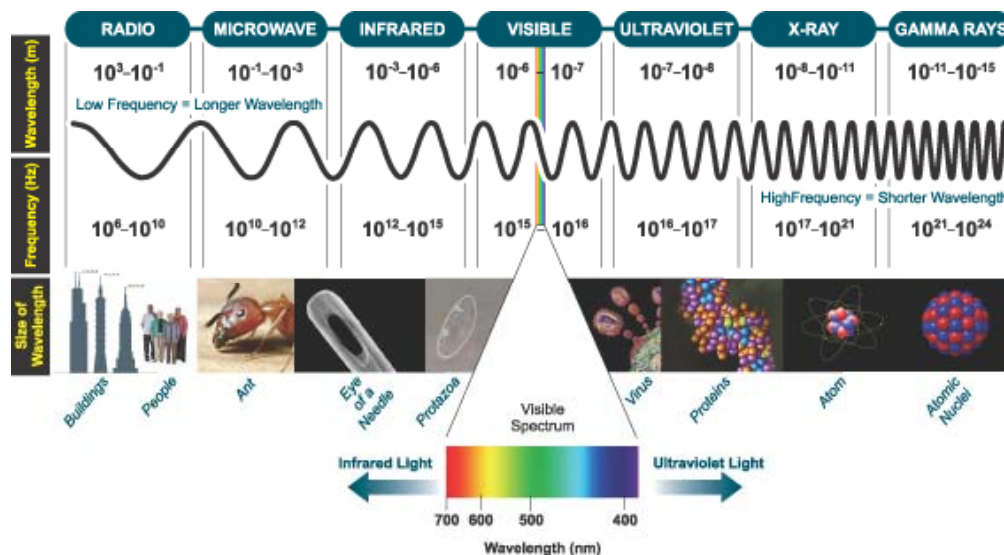 RADIO MICROWAVE INFRARED VISIBLE ULTRAVIOLET X-RAY GAMMA RAYS
Wavelength (m)
10³–10⁻¹ 10⁻¹–10⁻³ 10⁻³–10⁻⁶ 10⁻⁶ – 10⁻⁷ 10⁻⁷–10⁻⁸ 10⁻⁸–10⁻¹¹ 10⁻¹¹–10⁻¹⁵
Low Frequency = Longer Wavelength
HighFrequency = Shorter Wavelength
Frequency (Hz)
10⁶–10¹⁰ 10¹⁰–10¹² 10¹²–10¹⁵ 10¹⁵ – 10¹⁶ 10¹⁶–10¹⁷ 10¹⁷–10²¹ 10²¹–10²⁴
Size of
Wavelength
Buildings
People
Ant
Eye
of a
Needle
Protazoa
Virus
Proteins
Atom
Atomic
Nuclei
Visible
Spectrum
Infrared Light
Ultraviolet Light
700 600 500 400
Wavelength (nm)